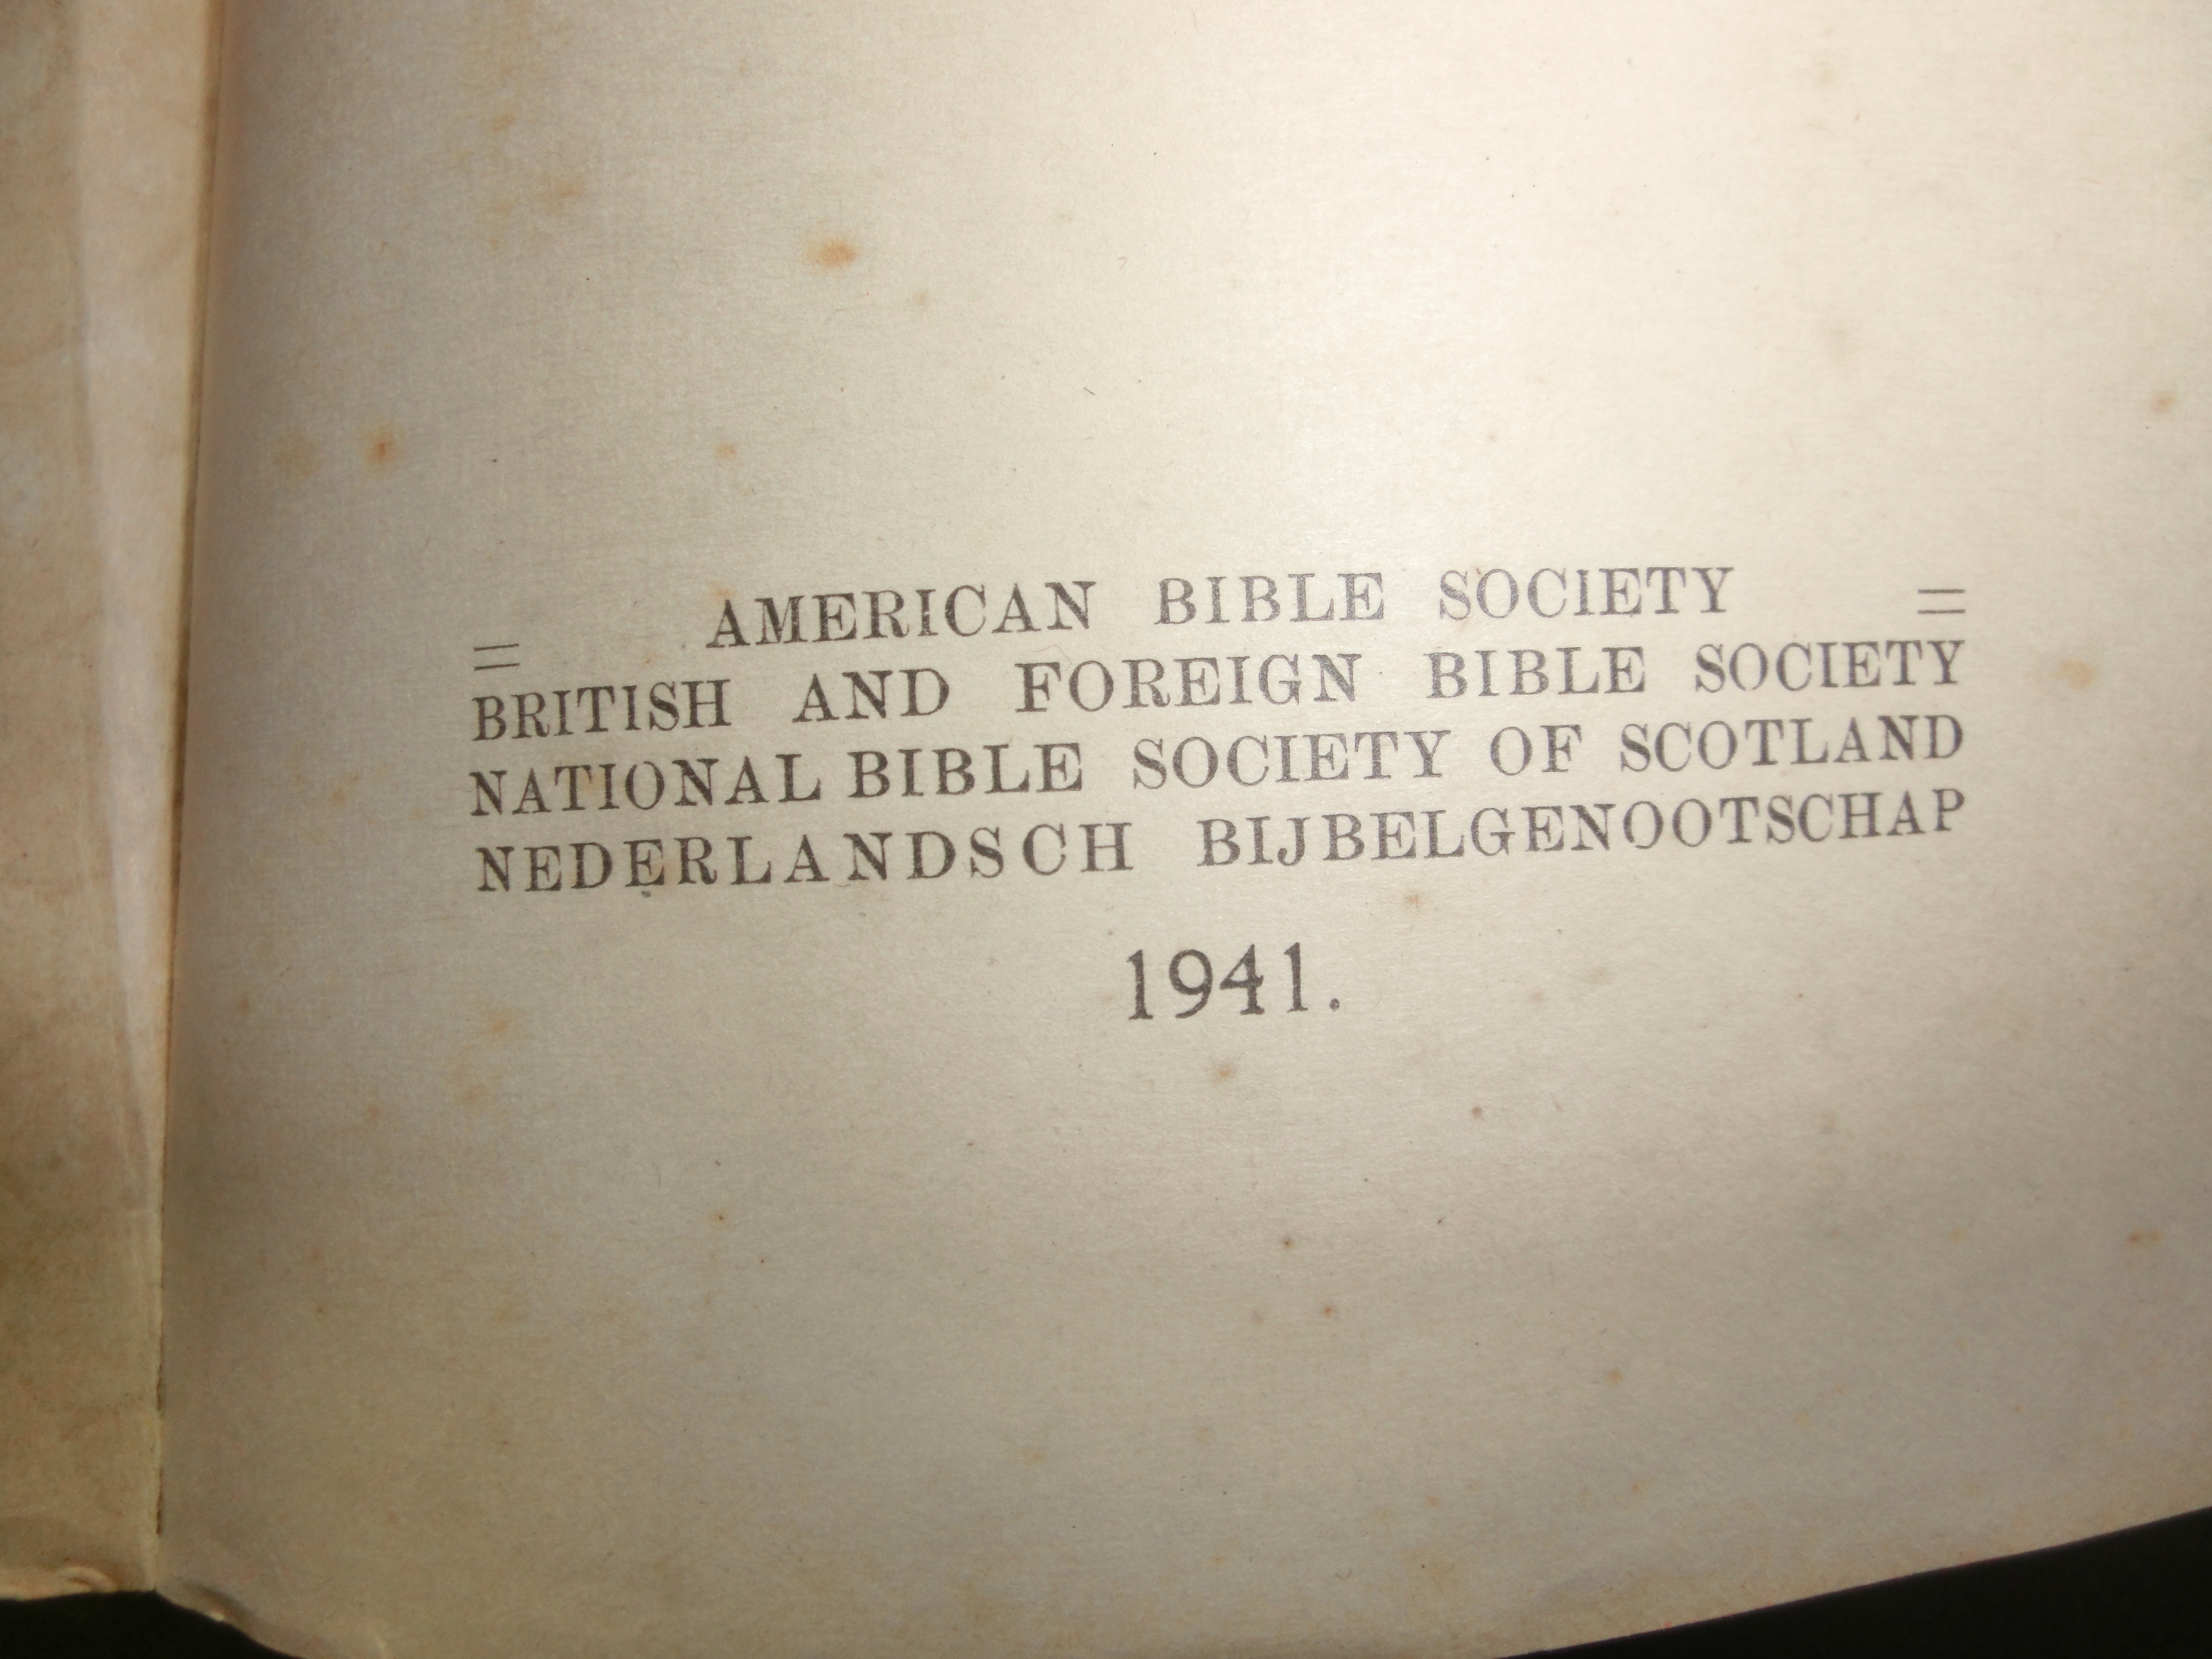 = AMERICAN BIBLE SOCIETY =
BRITISH AND FOREIGN BIBLE SOCIETY
NATIONAL BIBLE SOCIETY OF SCOTLAND
NEDERLANDSCH BIJBELGENOOTSCHAP
1941.